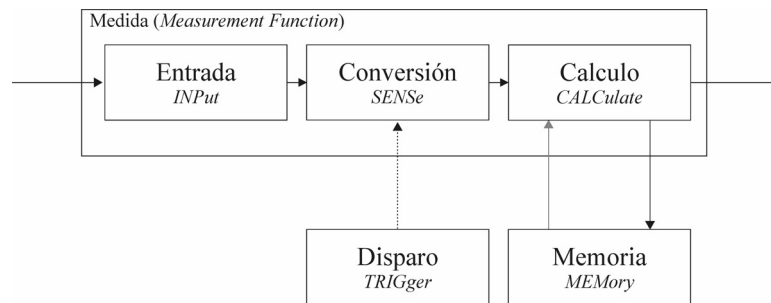 Medida (Measurement Function)
Entrada
INPut
Conversión
SENSe
Calculo
CALCulate
Disparo
TRIGger
Memoria
MEMory